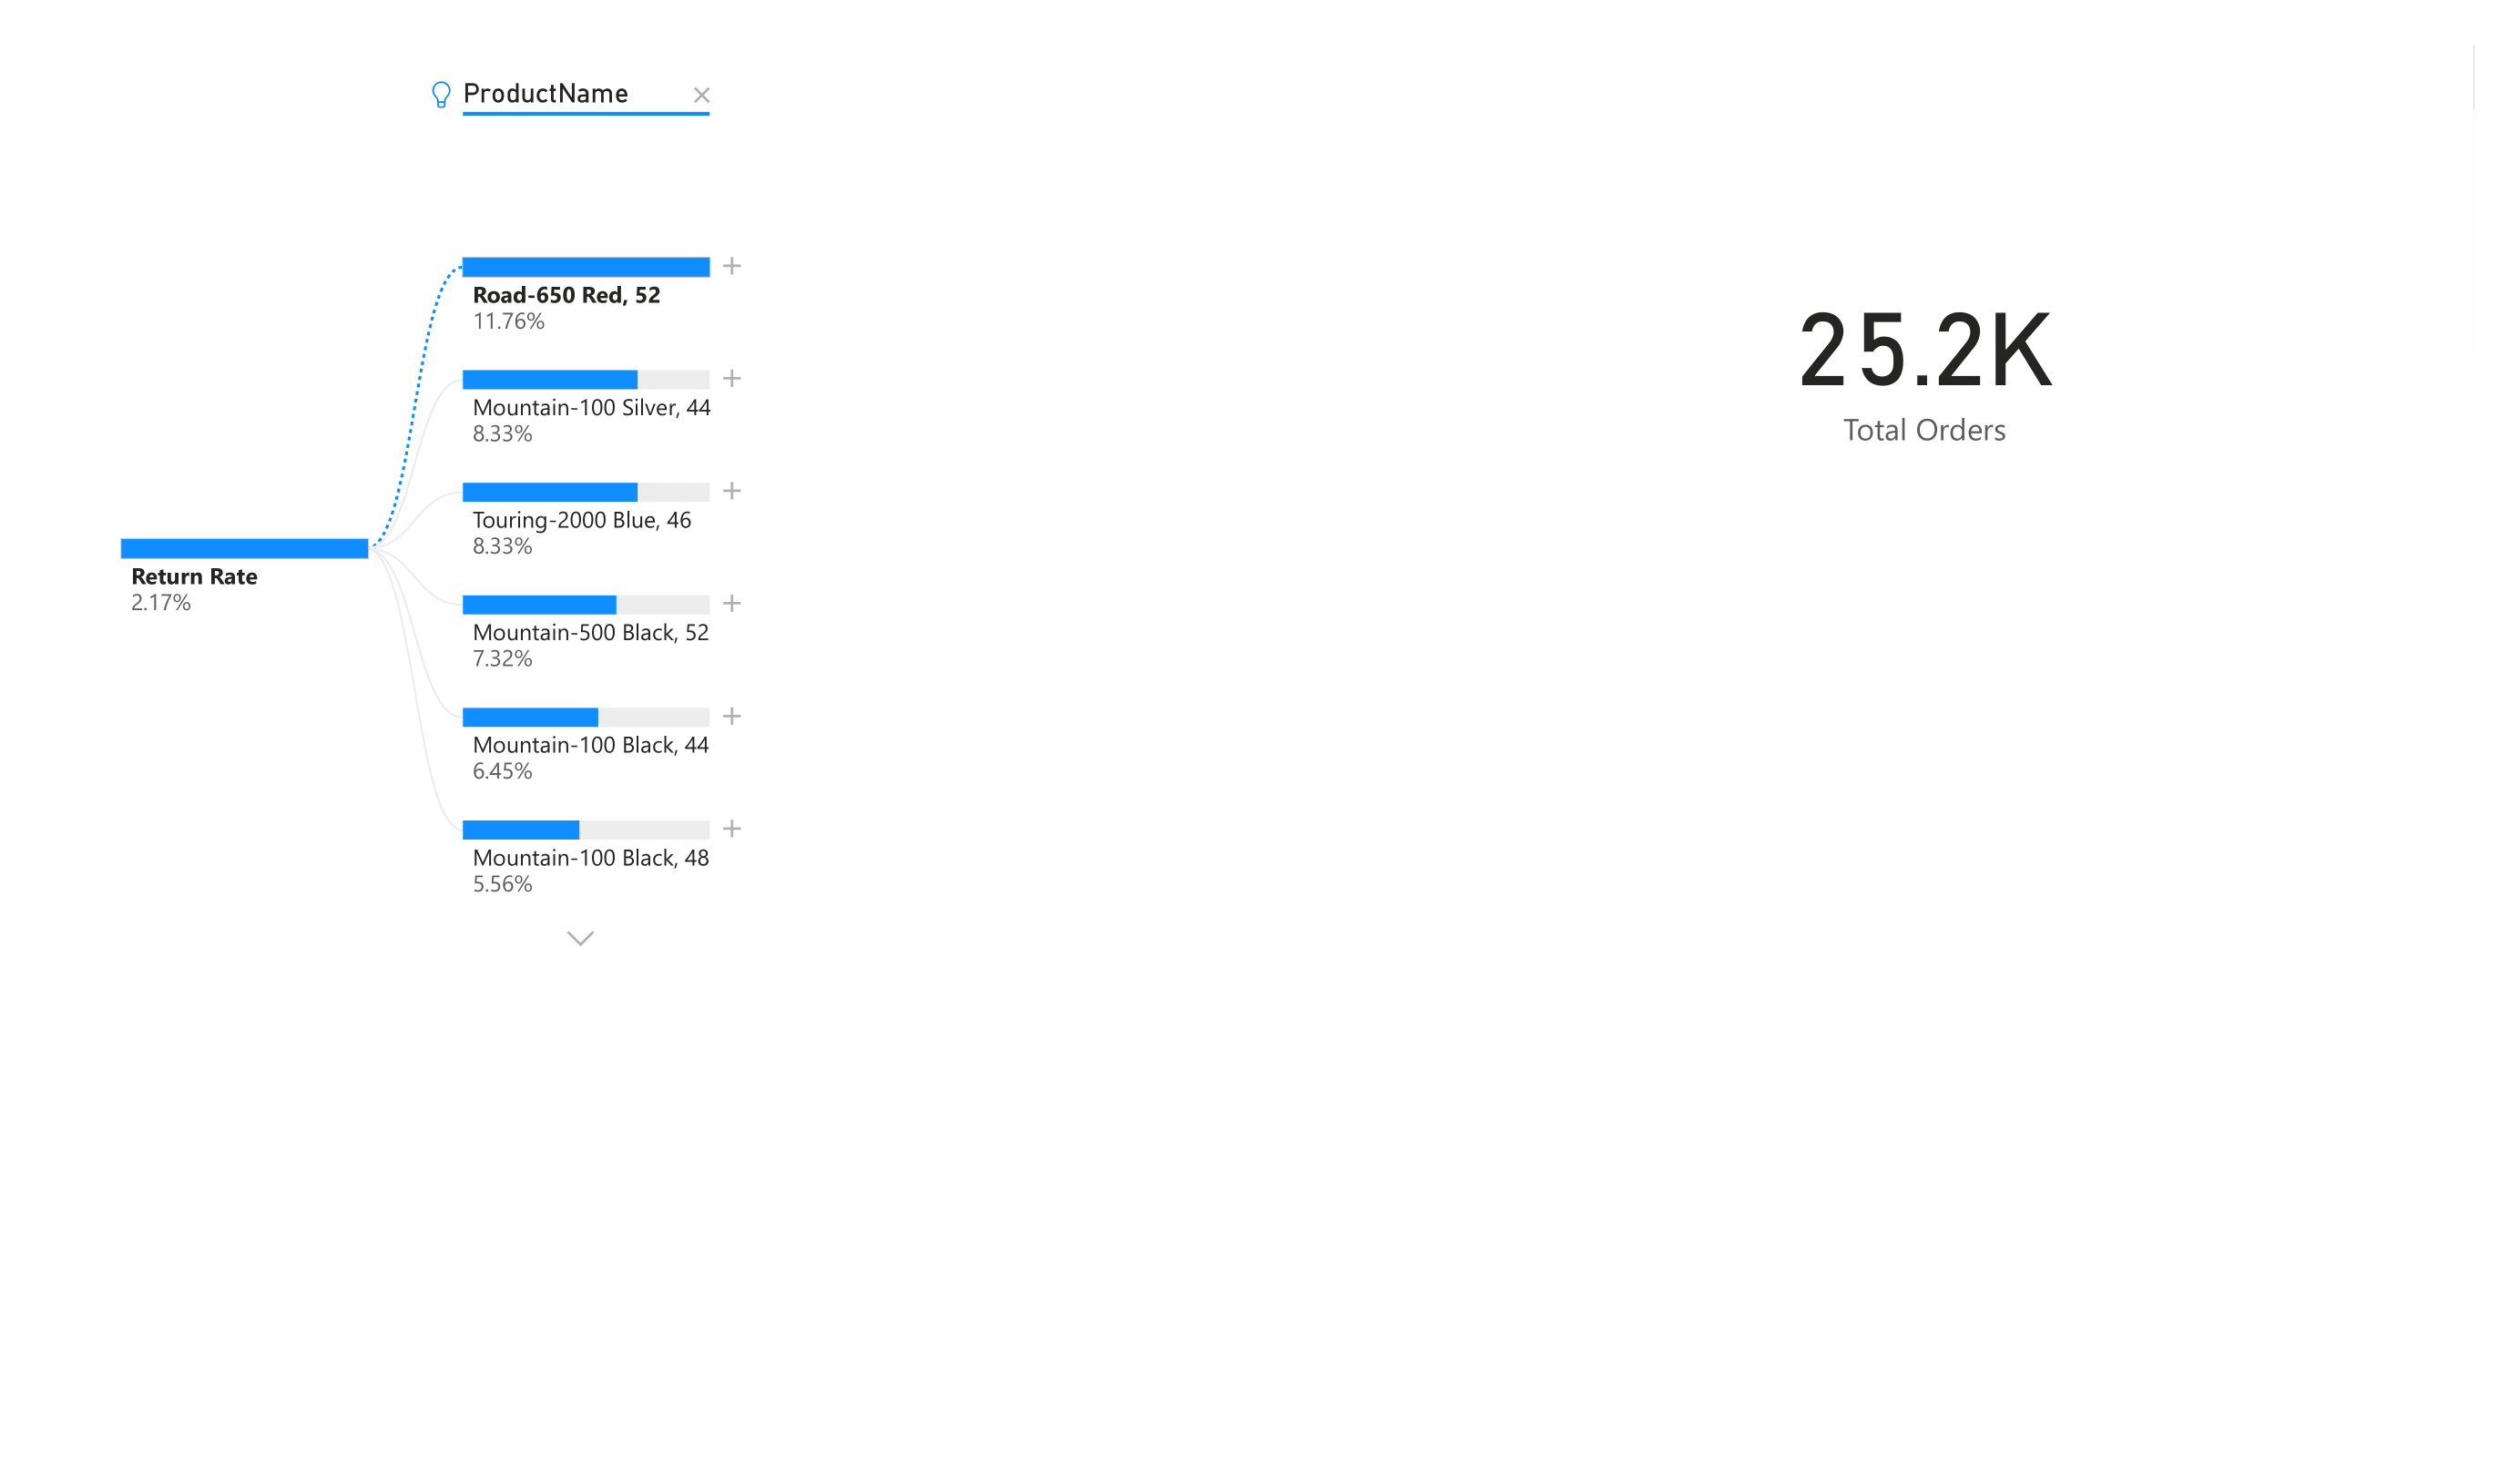 ProductName
Road-650 Red, 52
11.76%
Mountain-100 Silver, 44
8.33%
Touring-2000 Blue, 46
8.33%
Return Rate
2.17%
Mountain-500 Black, 52
7.32%
Mountain-100 Black, 44
6.45%
Mountain-100 Black, 48
5.56%
25.2K
Total Orders